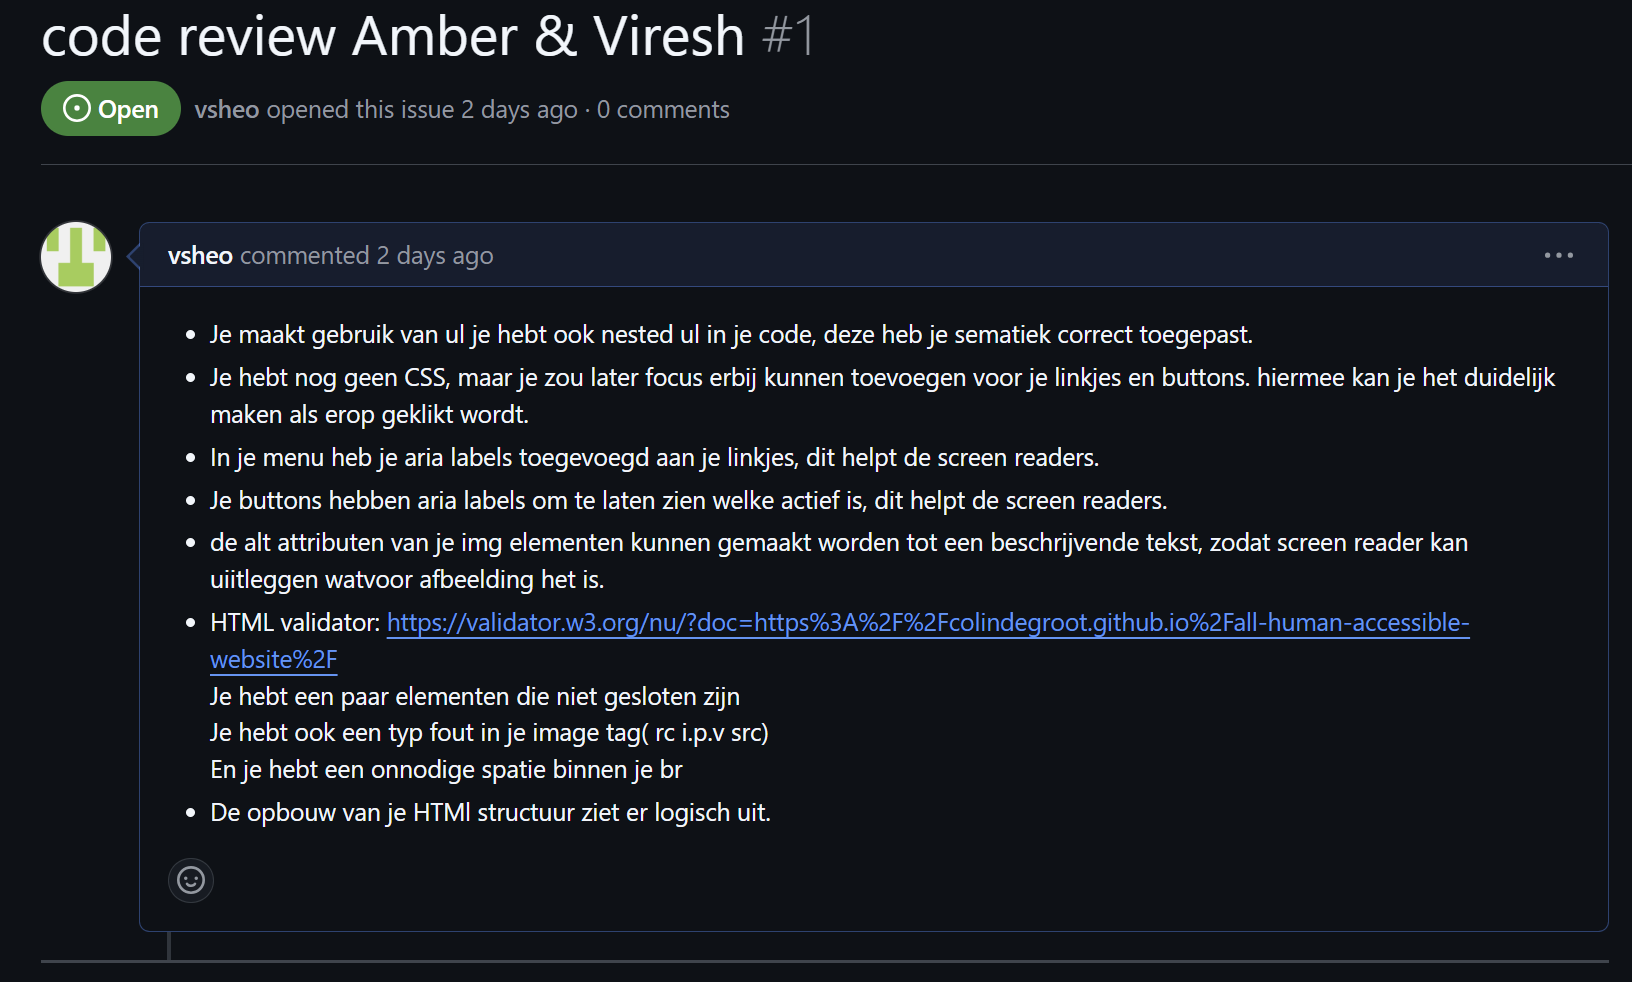 code review Amber & Viresh #1
Open vsheo opened this issue 2 days ago · 0 comments
vsheo commented 2 days ago
• Je maakt gebruik van ul je hebt ook nested ul in je code, deze heb je sematiek correct toegepast.
• Je hebt nog geen CSS, maar je zou later focus erbij kunnen toevoegen voor je linkjes en buttons. hiermee kan je het duidelijk
maken als erop geklikt wordt.
• In je menu heb je aria labels toegevoegd aan je linkjes, dit helpt de screen readers.
• Je buttons hebben aria labels om te laten zien welke actief is, dit helpt de screen readers.
• de alt attributen van je img elementen kunnen gemaakt worden tot een beschrijvende tekst, zodat screen reader kan
uiitleggen watvoor afbeelding het is.
• HTML validator: https://validator.w3.org/nu/?doc=https%3A%2F%2Fcolindegroot.github.io%2Fall-human-accessible-
website%2F
Je hebt een paar elementen die niet gesloten zijn
Je hebt ook een typ fout in je image tag( rc i.p.v src)
En je hebt een onnodige spatie binnen je br
• De opbouw van je HTMl structuur ziet er logisch uit.